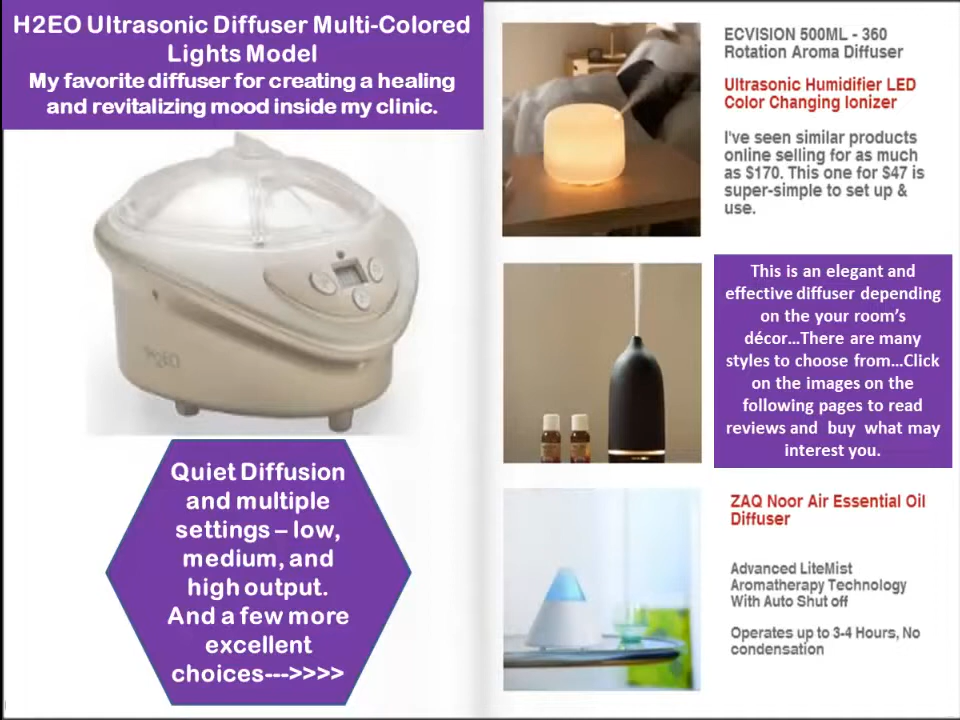 H2EO Ultrasonic Diffuser Multi-Colored
Lights Model
My favorite diffuser for creating a healing
and revitalizing mood inside my clinic.
H2EO
Quiet Diffusion
and multiple
settings – low,
medium, and
high output.
And a few more
excellent
choices--->>>>
ECVISION 500ML - 360
Rotation Aroma Diffuser
Ultrasonic Humidifier LED
Color Changing Ionizer
I've seen similar products
online selling for as much
as $170. This one for $47 is
super-simple to set up &
use.
This is an elegant and
effective diffuser depending
on the your room's
décor...There are many
styles to choose from...Click
on the images on the
following pages to read
reviews and buy what may
interest you.
ZAQ Noor Air Essential Oil
Diffuser
Advanced LiteMist
Aromatherapy Technology
With Auto Shut off
Operates up to 3-4 Hours, No
condensation